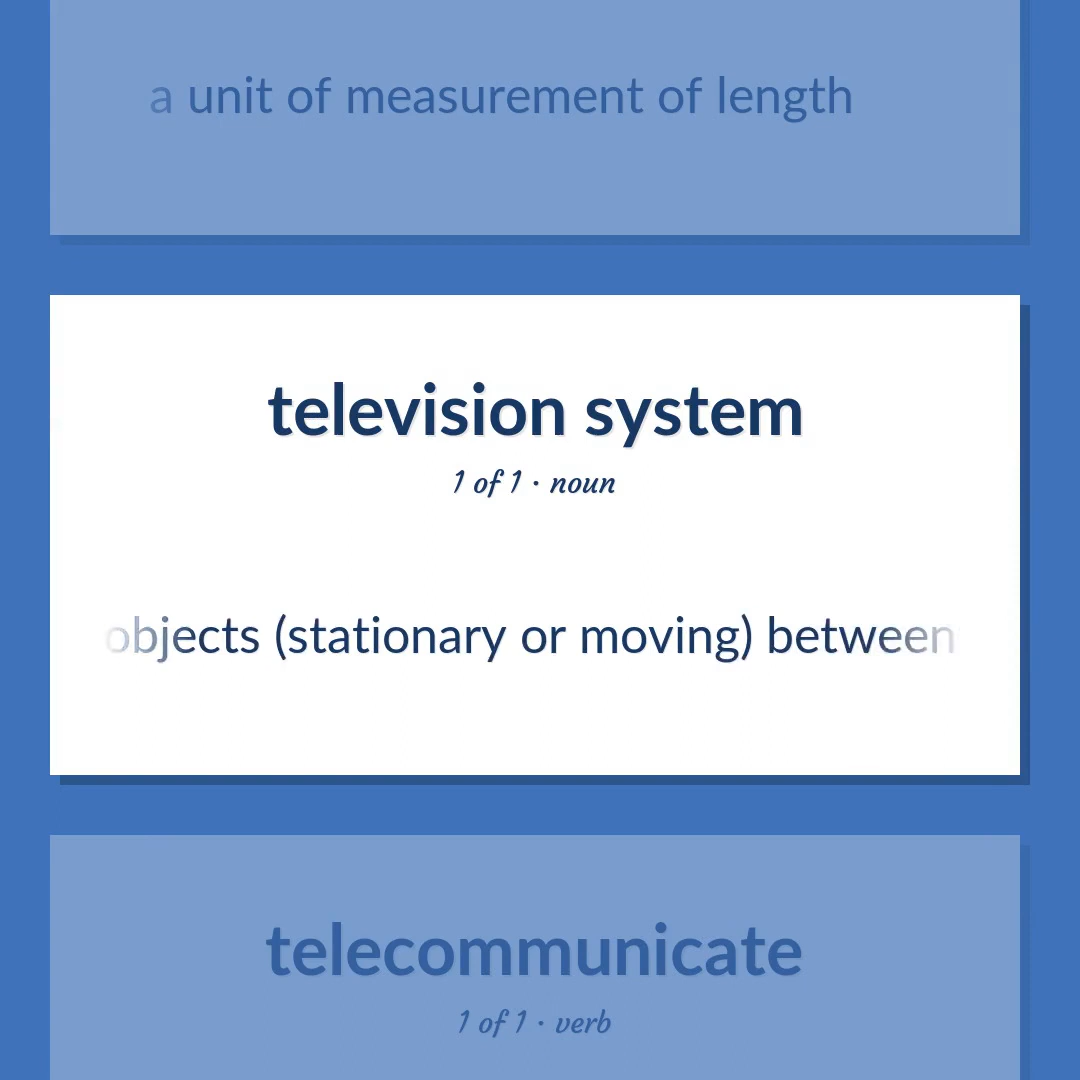 a unit of measurement of length
television system
1 of 1 · noun
objects (stationary or moving) between
telecommunicate
1 of 1 · verb